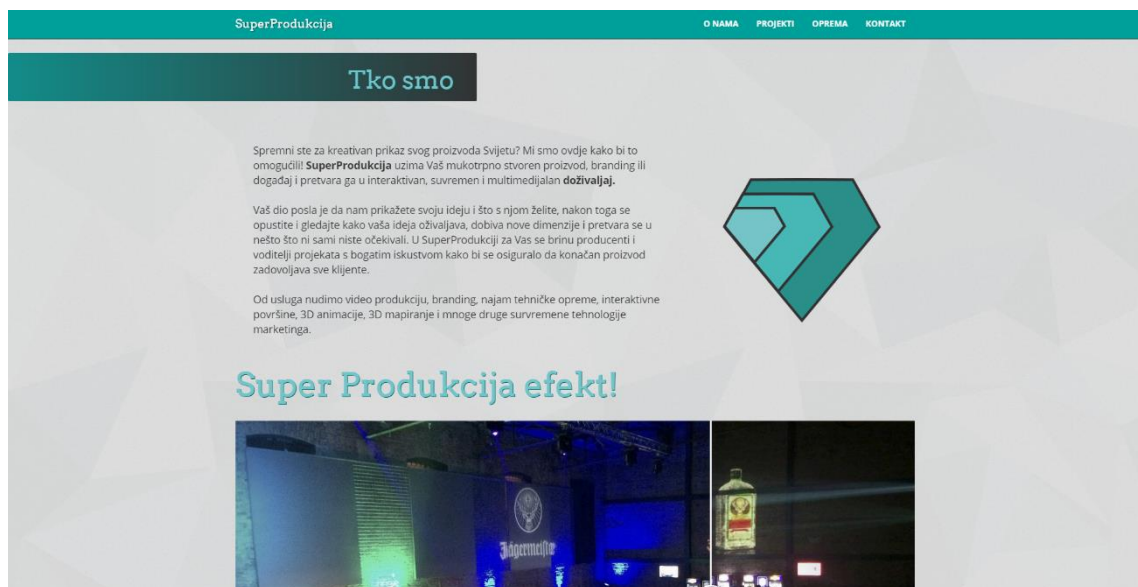 SuperProdukcija
O NAMA PROJEKTI OPREMA KONTAKT
Tko smo
Spremni ste za kreativan prikaz svog proizvoda Svijetu? Mi smo ovdje kako bi to
omogućili! SuperProdukcija uzima Vaš mukotrpno stvoren proizvod, branding ili
događaj i pretvara ga u interaktivan, suvremen i multimedijalan doživaljaj.
Vaš dio posla je da nam prikažete svoju ideju i što s njom želite, nakon toga se
opustite i gledajte kako vaša ideja oživaljava, dobiva nove dimenzije i pretvara se u
nešto što ni sami niste očekivali. U SuperProdukciji za Vas se brinu producenti i
voditelji projekata s bogatim iskustvom kako bi se osiguralo da konačan proizvod
zadovoljava sve klijente.
Od usluga nudimo video produkciju, branding, najam tehničke opreme, interaktivne
površine, 3D animacije, 3D mapiranje i mnoge druge survremene tehnologije
marketinga.
Super Produkcija efekt!
Jägermeister